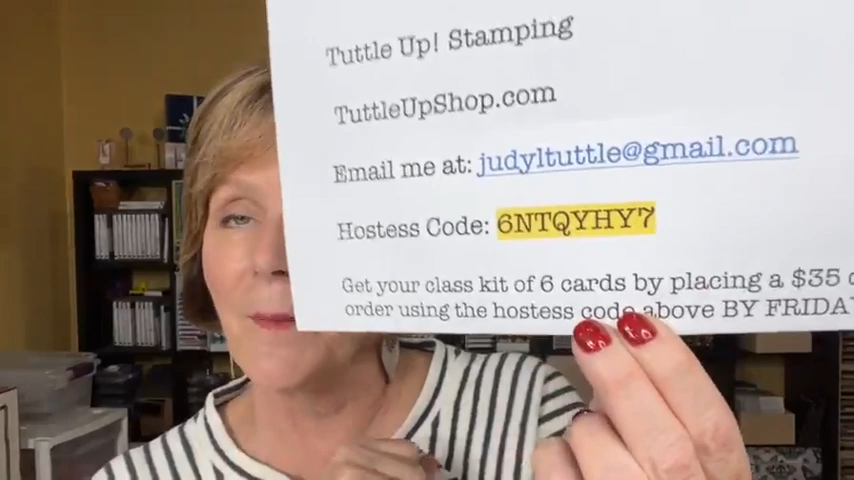 Tuttle Up! Stamping
TuttleUpShop.com
Email me at: judyltuttle@gmail.com
Hostess Code: 6NTQYHY7
Get your class kit of 6 cards by placing a $35
order using the hostess code above BY FRIDA